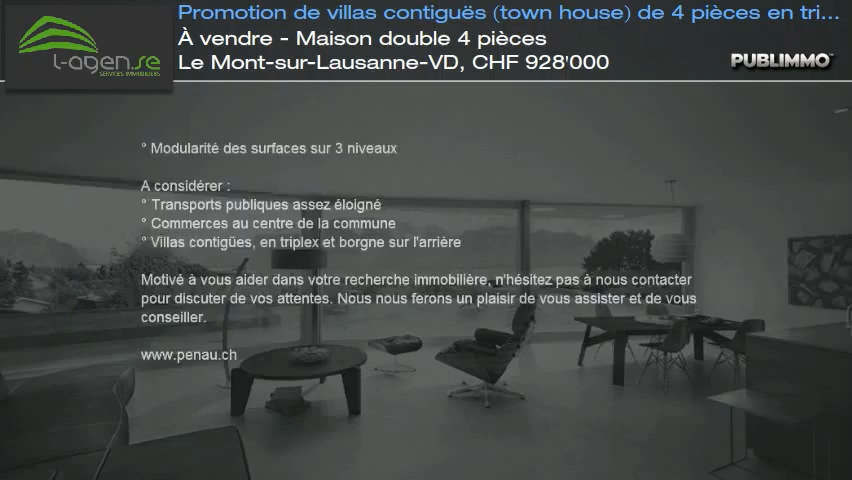 Promotion de villas contiguës (town house) de 4 pièces en tri...
À vendre - Maison double 4 pièces
Le Mont-sur-Lausanne-VD, CHF 928'000
L-agen.se
SERVICES IMMOBILIERS
PUBLIMMO
° Modularité des surfaces sur 3 niveaux
A considérer :
° Transports publiques assez éloigné
° Commerces au centre de la commune
° Villas contigües, en triplex et borgne sur l'arrière
Motivé à vous aider dans votre recherche immobilière, n'hésitez pas à nous contacter
pour discuter de vos attentes. Nous nous ferons un plaisir de vous assister et de vous
conseiller.
www.penau.ch